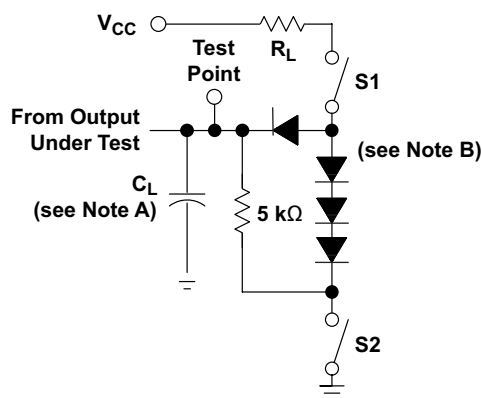 VCC
RL
S1
Test
Point
From Output
Under Test
(see Note B)
CL
(see Note A)
5 kΩ
S2